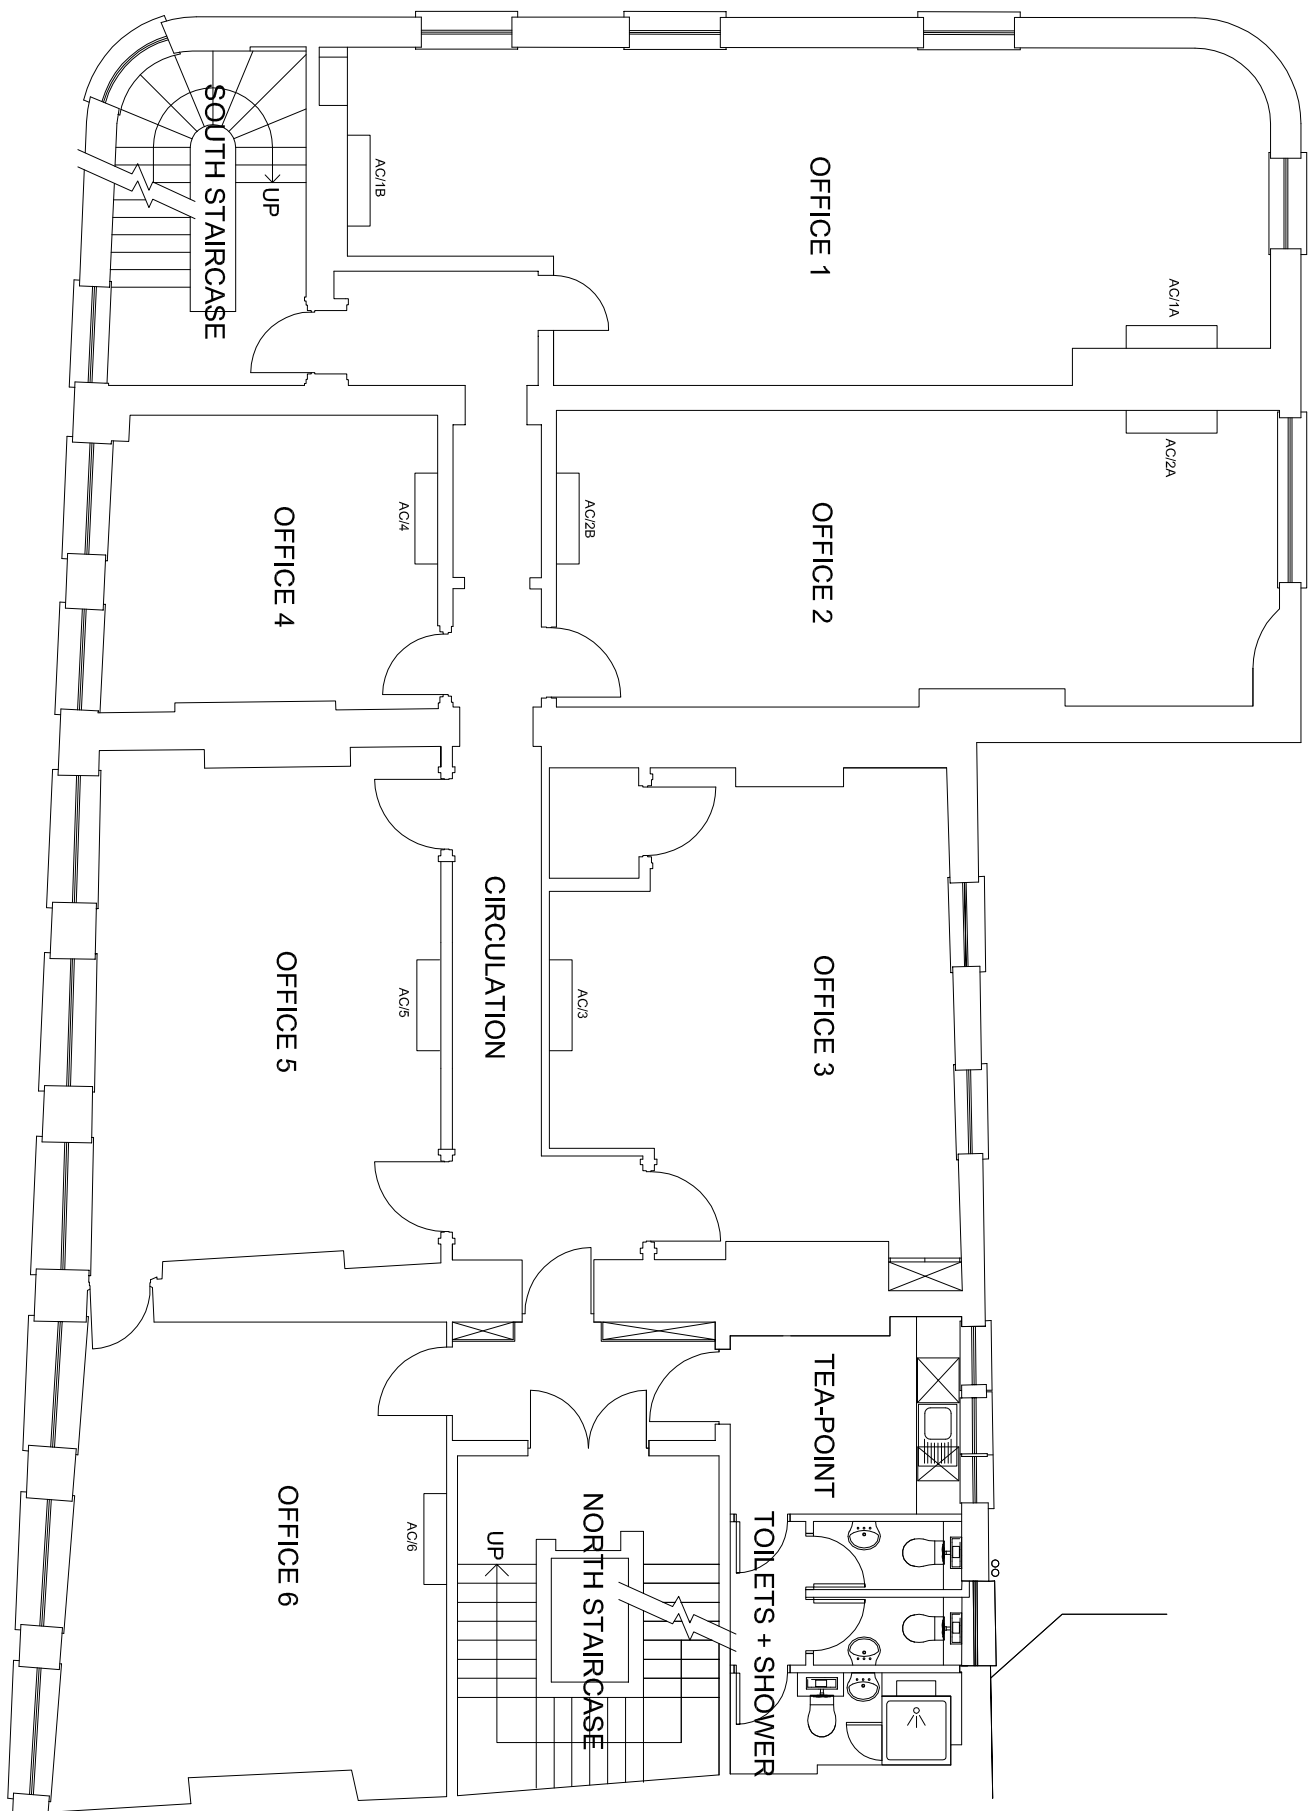 SOUTH STAIRCASE
UP
AC/1B
OFFICE 1
AC/1A
AC/2A
OFFICE 4
AC/4
AC/2B
OFFICE 2
OFFICE 5
AC/5
CIRCULATION
AC/3
OFFICE 3
TEA-POINT
OFFICE 6
AC/6
UP
NORTH STAIRCASE
TOILETS + SHOWER